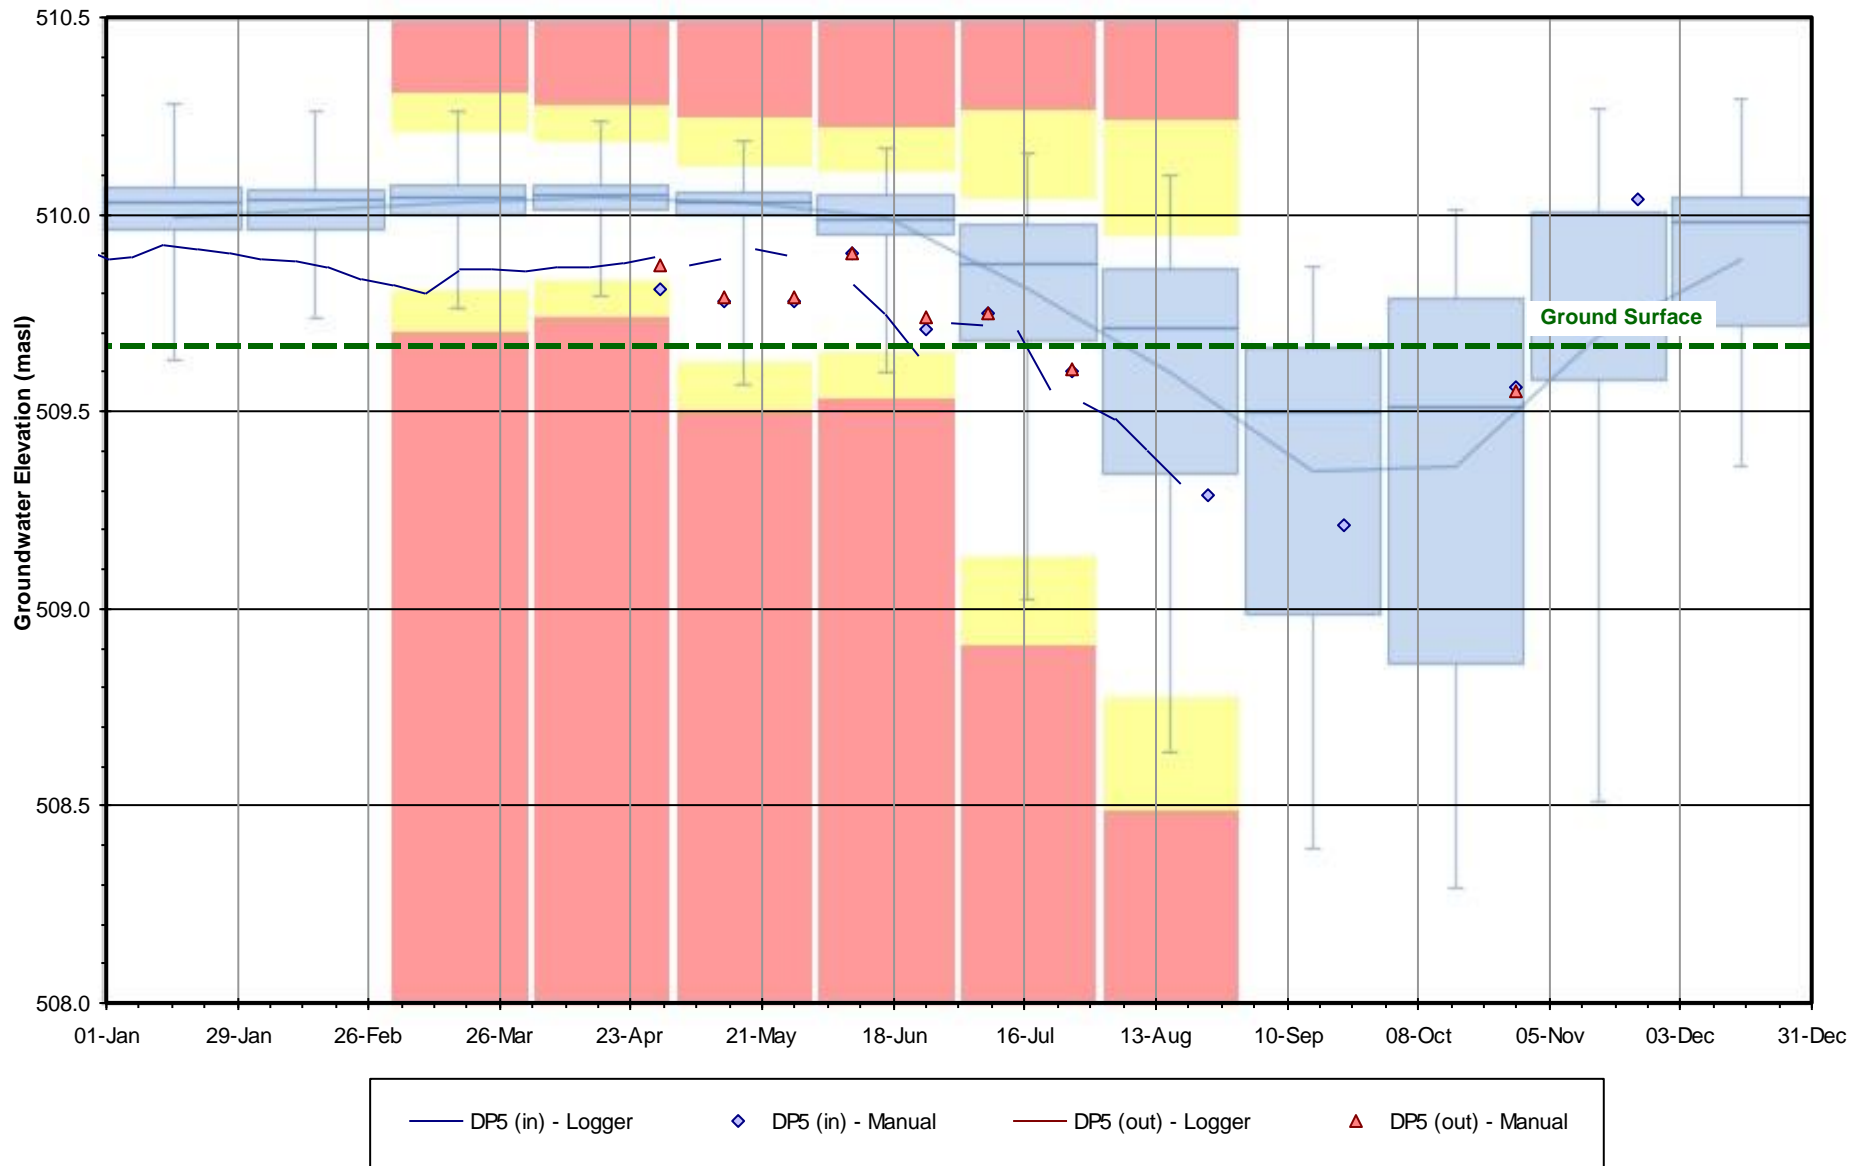 510.5
510.0
509.5
509.0
508.5
508.0
Groundwater Elevation (masl)
Ground Surface
01-Jan 29-Jan 26-Feb 26-Mar 23-Apr 21-May 18-Jun 16-Jul 13-Aug 10-Sep 08-Oct 05-Nov 03-Dec 31-Dec
DP5 (in) - Logger DP5 (in) - Manual DP5 (out) - Logger DP5 (out) - Manual